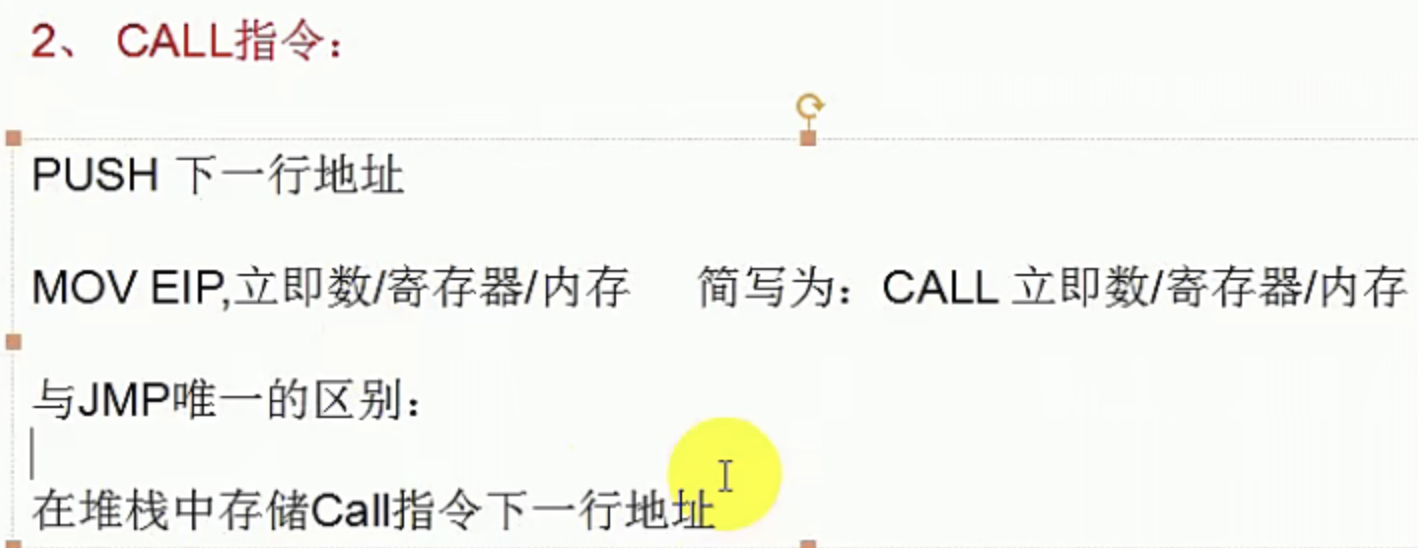 2、 CALL指令：
PUSH 下一行地址
MOV EIP,立即数/寄存器/内存 简写为：CALL 立即数/寄存器/内存
与JMP唯一的区别：
在堆栈中存储Call指令下一行地址